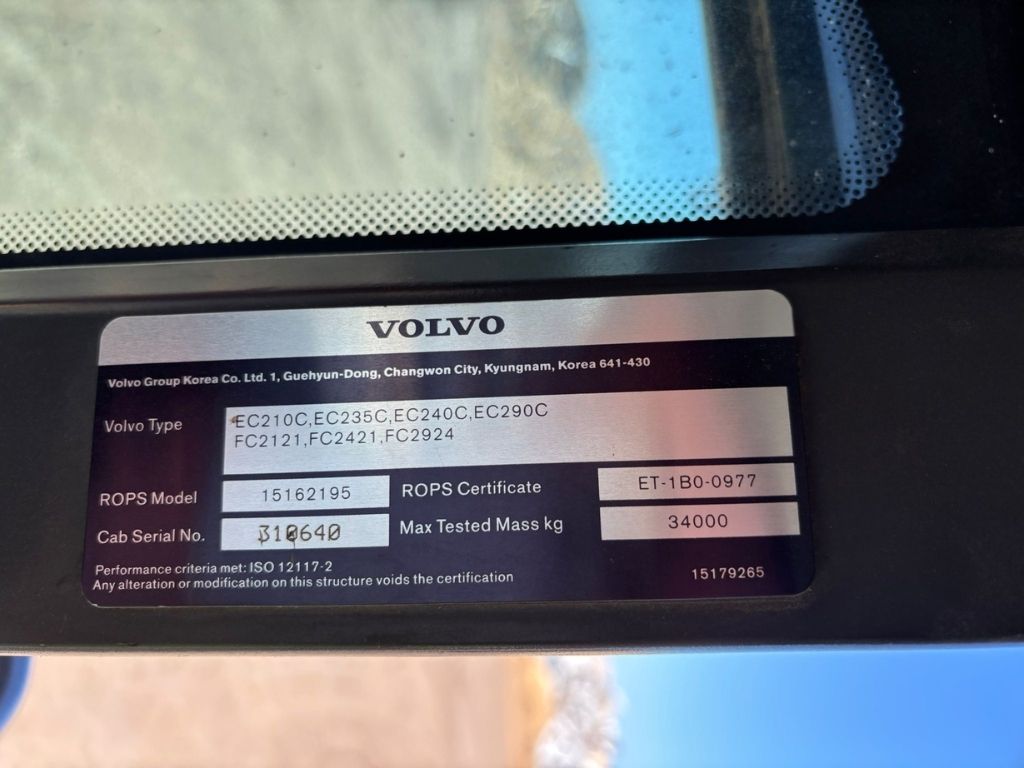 VOLVO
Volvo Group Korea Co. Ltd. 1, Guehyun-Dong, Changwon City, Kyungnam, Korea 641-430
Volvo Type EC210C,EC235C,EC240C,EC290C
FC2121,FC2421,FC2924
ROPS Model 15162195 ROPS Certificate ET-1B0-0977
Cab Serial No. 310640 Max Tested Mass kg 34000
Performance criteria met: ISO 12117-2
Any alteration or modification on this structure voids the certification 15179265